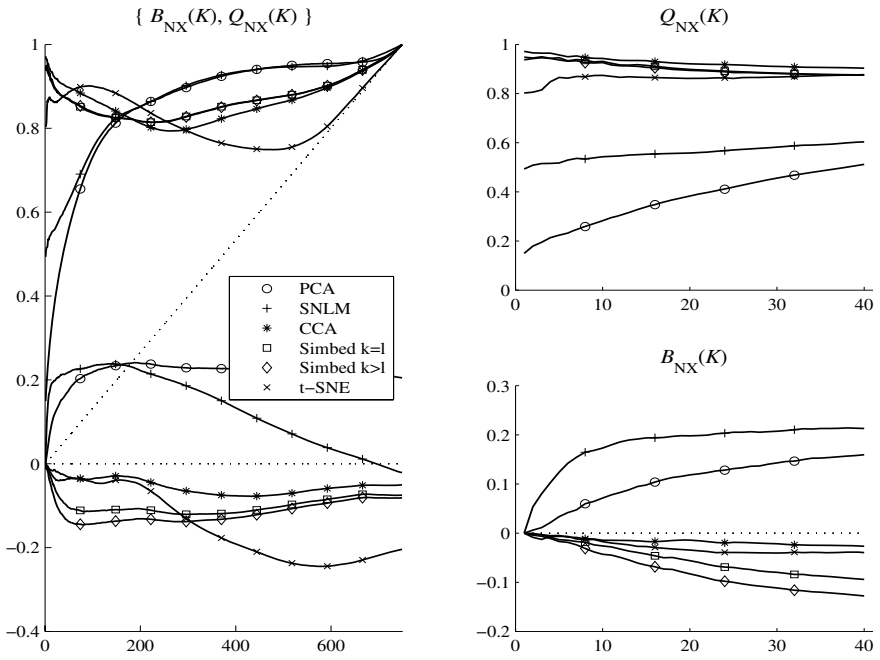 { B_NX(K), Q_NX(K) }
1
0.8
0.6
0.4
0.2
0
−0.2
−0.4
0 200 400 600
PCA
SNLM
CCA
Simbed k=l
Simbed k>l
t−SNE
Q_NX(K)
1
0.8
0.6
0.4
0.2
0
0 10 20 30 40
B_NX(K)
0.3
0.2
0.1
0
−0.1
−0.2
0 10 20 30 40